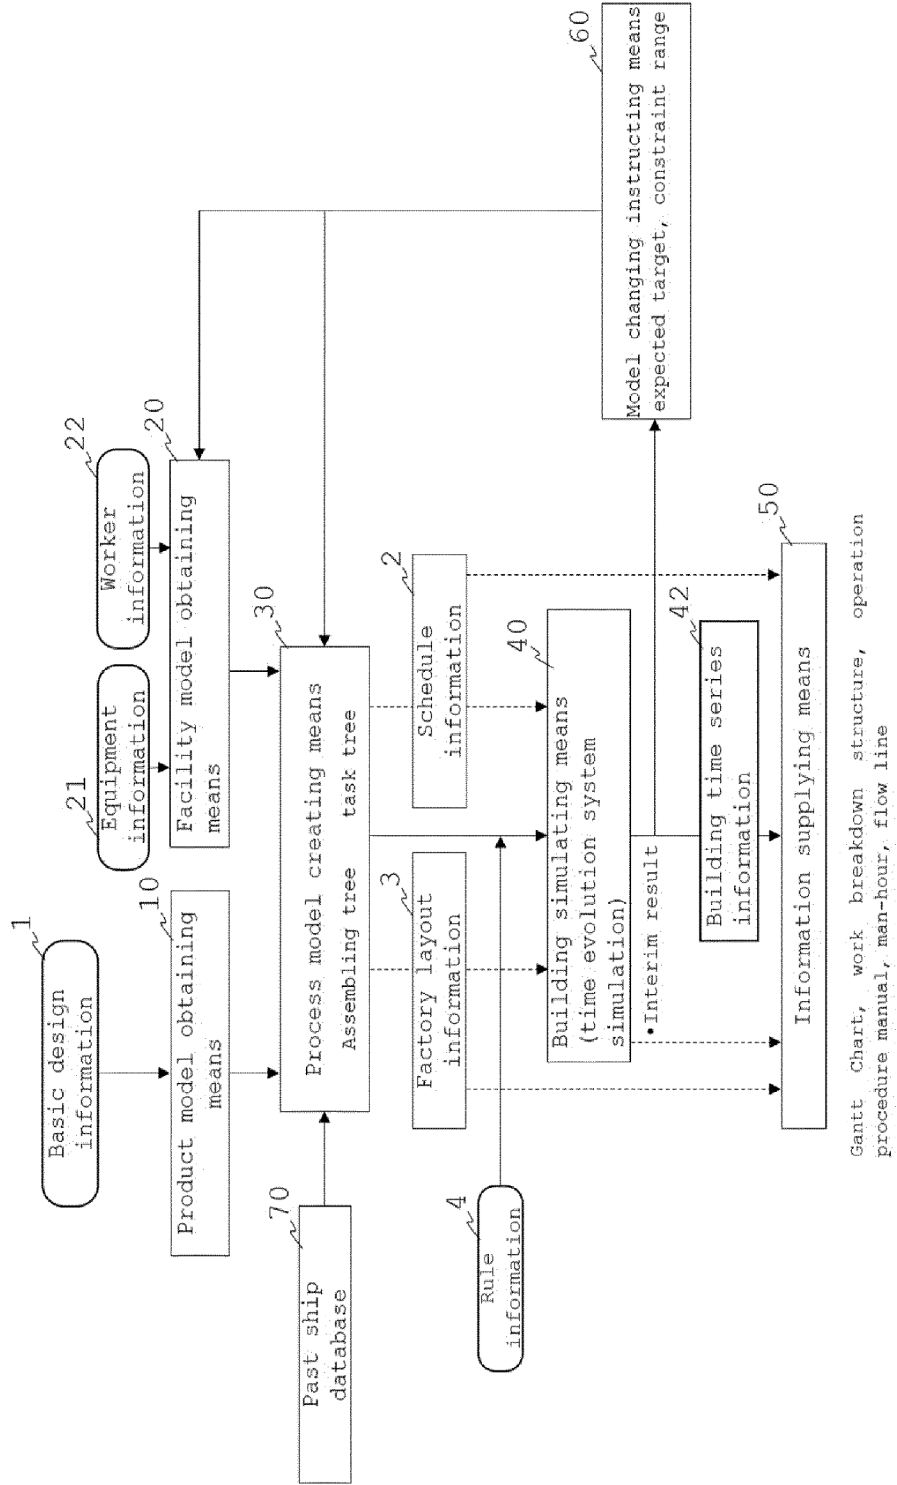 1
Basic design
information
10
Product model obtaining
means
21
Equipment
information
22
Worker
information
20
Facility model obtaining
means
70
Past ship
database
30
Process model creating means
Assembling tree task tree
3
Factory layout
information
2
Schedule
information
4
Rule
information
40
Building simulating means
(time evolution system
simulation)
•Interim result
60
Model changing instructing means
expected target, constraint range
42
Building time series
information
50
Information supplying means
Gantt Chart, work breakdown structure, operation
procedure manual, man-hour, flow line